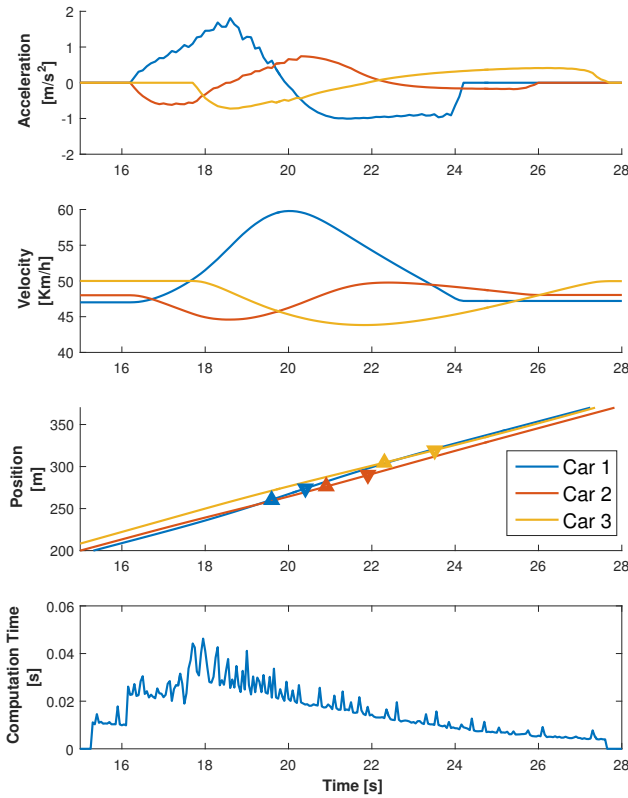 2
1
0
-1
-2
Acceleration
[m/s²]
16 18 20 22 24 26 28
60
55
50
45
40
Velocity
[Km/h]
16 18 20 22 24 26 28
350
300
250
200
Position
[m]
Car 1
Car 2
Car 3
16 18 20 22 24 26 28
0.06
0.04
0.02
0
Computation Time
[s]
16 18 20 22 24 26 28
Time [s]